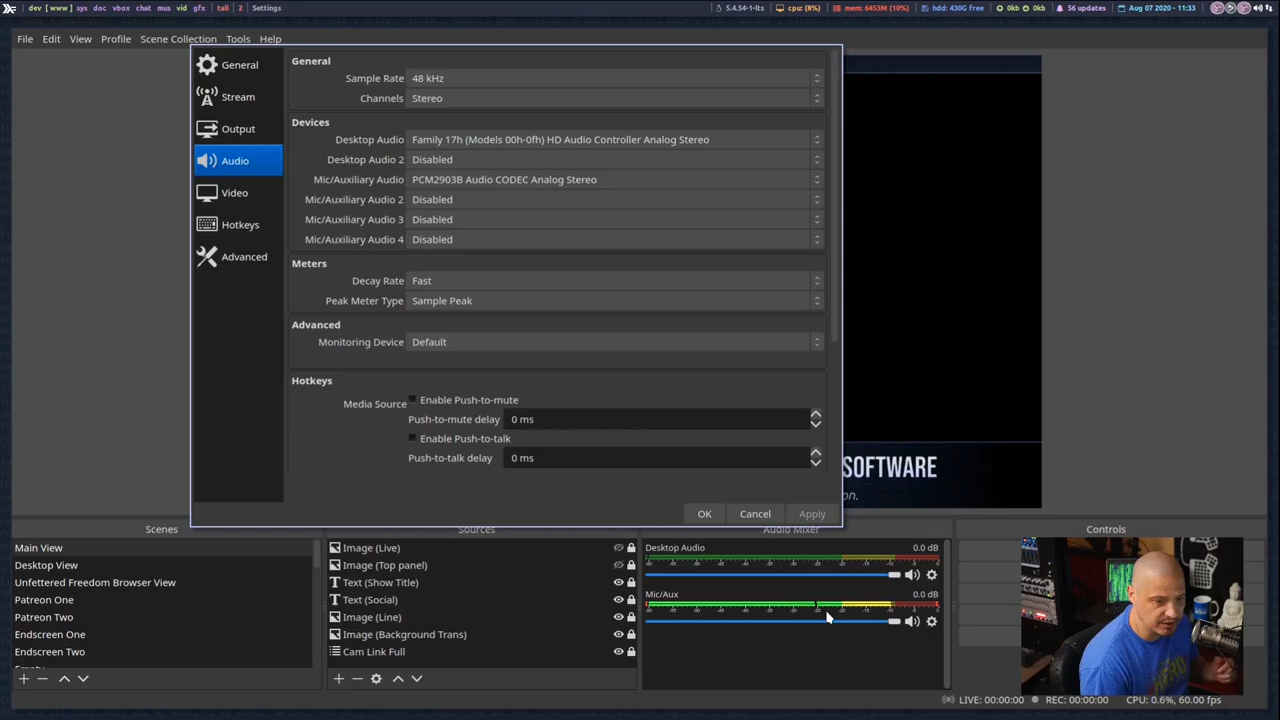 dev [ www ] sys doc vbox chat mus vid gfx | tall | 2 | Settings
5.4.54-1-lts | cpu: (8%) | mem: 6453M (10%) | hdd: 430G free | 0kb 0kb | 56 updates | Aug 07 2020 - 11:33
File Edit View Profile Scene Collection Tools Help
General
Stream
Output
Audio
Video
Hotkeys
Advanced
General
Sample Rate 48 kHz
Channels Stereo
Devices
Desktop Audio Family 17h (Models 00h-0fh) HD Audio Controller Analog Stereo
Desktop Audio 2 Disabled
Mic/Auxiliary Audio PCM2903B Audio CODEC Analog Stereo
Mic/Auxiliary Audio 2 Disabled
Mic/Auxiliary Audio 3 Disabled
Mic/Auxiliary Audio 4 Disabled
Meters
Decay Rate Fast
Peak Meter Type Sample Peak
Advanced
Monitoring Device Default
Hotkeys
Media Source Enable Push-to-mute
Push-to-mute delay 0 ms
Enable Push-to-talk
Push-to-talk delay 0 ms
OK Cancel Apply
SOFTWARE
on.
Scenes
Main View
Desktop View
Unfettered Freedom Browser View
Patreon One
Patreon Two
Endscreen One
Endscreen Two
Empty
Sources
Image (Live)
Image (Top panel)
Text (Show Title)
Text (Social)
Image (Line)
Image (Background Trans)
Cam Link Full
Audio Mixer
Desktop Audio 0.0 dB
Mic/Aux 0.0 dB
Controls
LIVE: 00:00:00 REC: 00:00:00 CPU: 0.6%, 60.00 fps